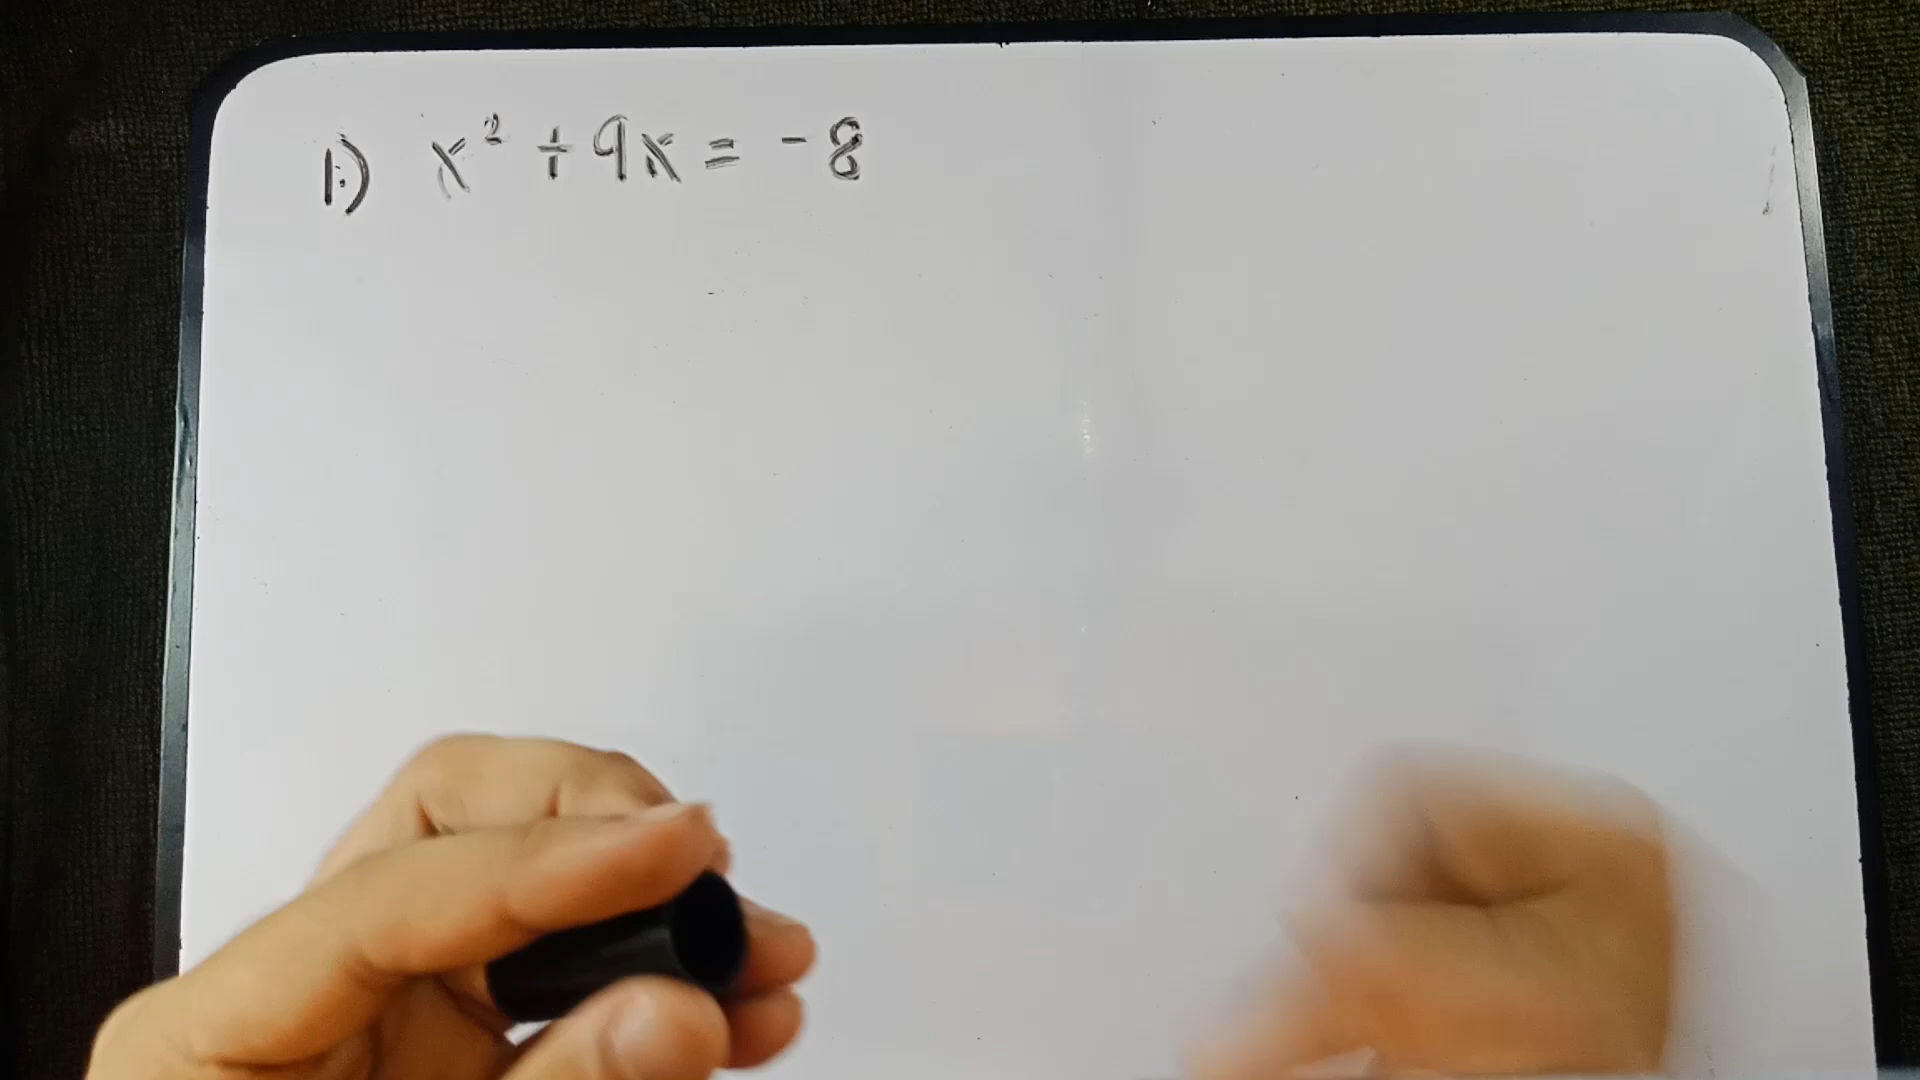 1.) x² + 9x = -8